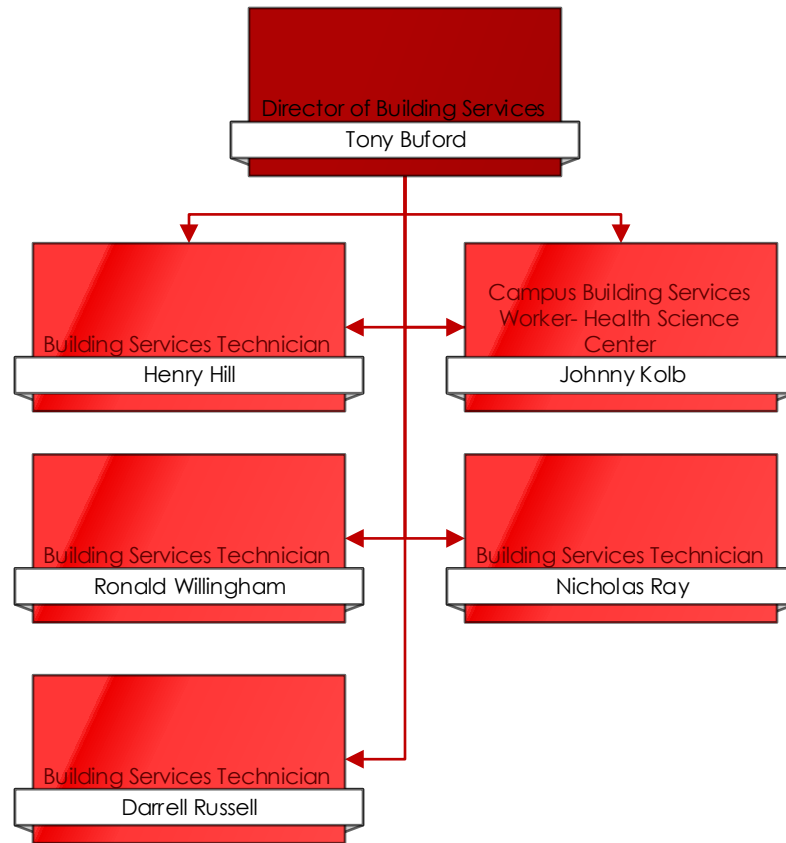 Director of Building Services
Tony Buford
Building Services Technician
Henry Hill
Campus Building Services
Worker- Health Science
Center
Johnny Kolb
Building Services Technician
Ronald Willingham
Building Services Technician
Nicholas Ray
Building Services Technician
Darrell Russell